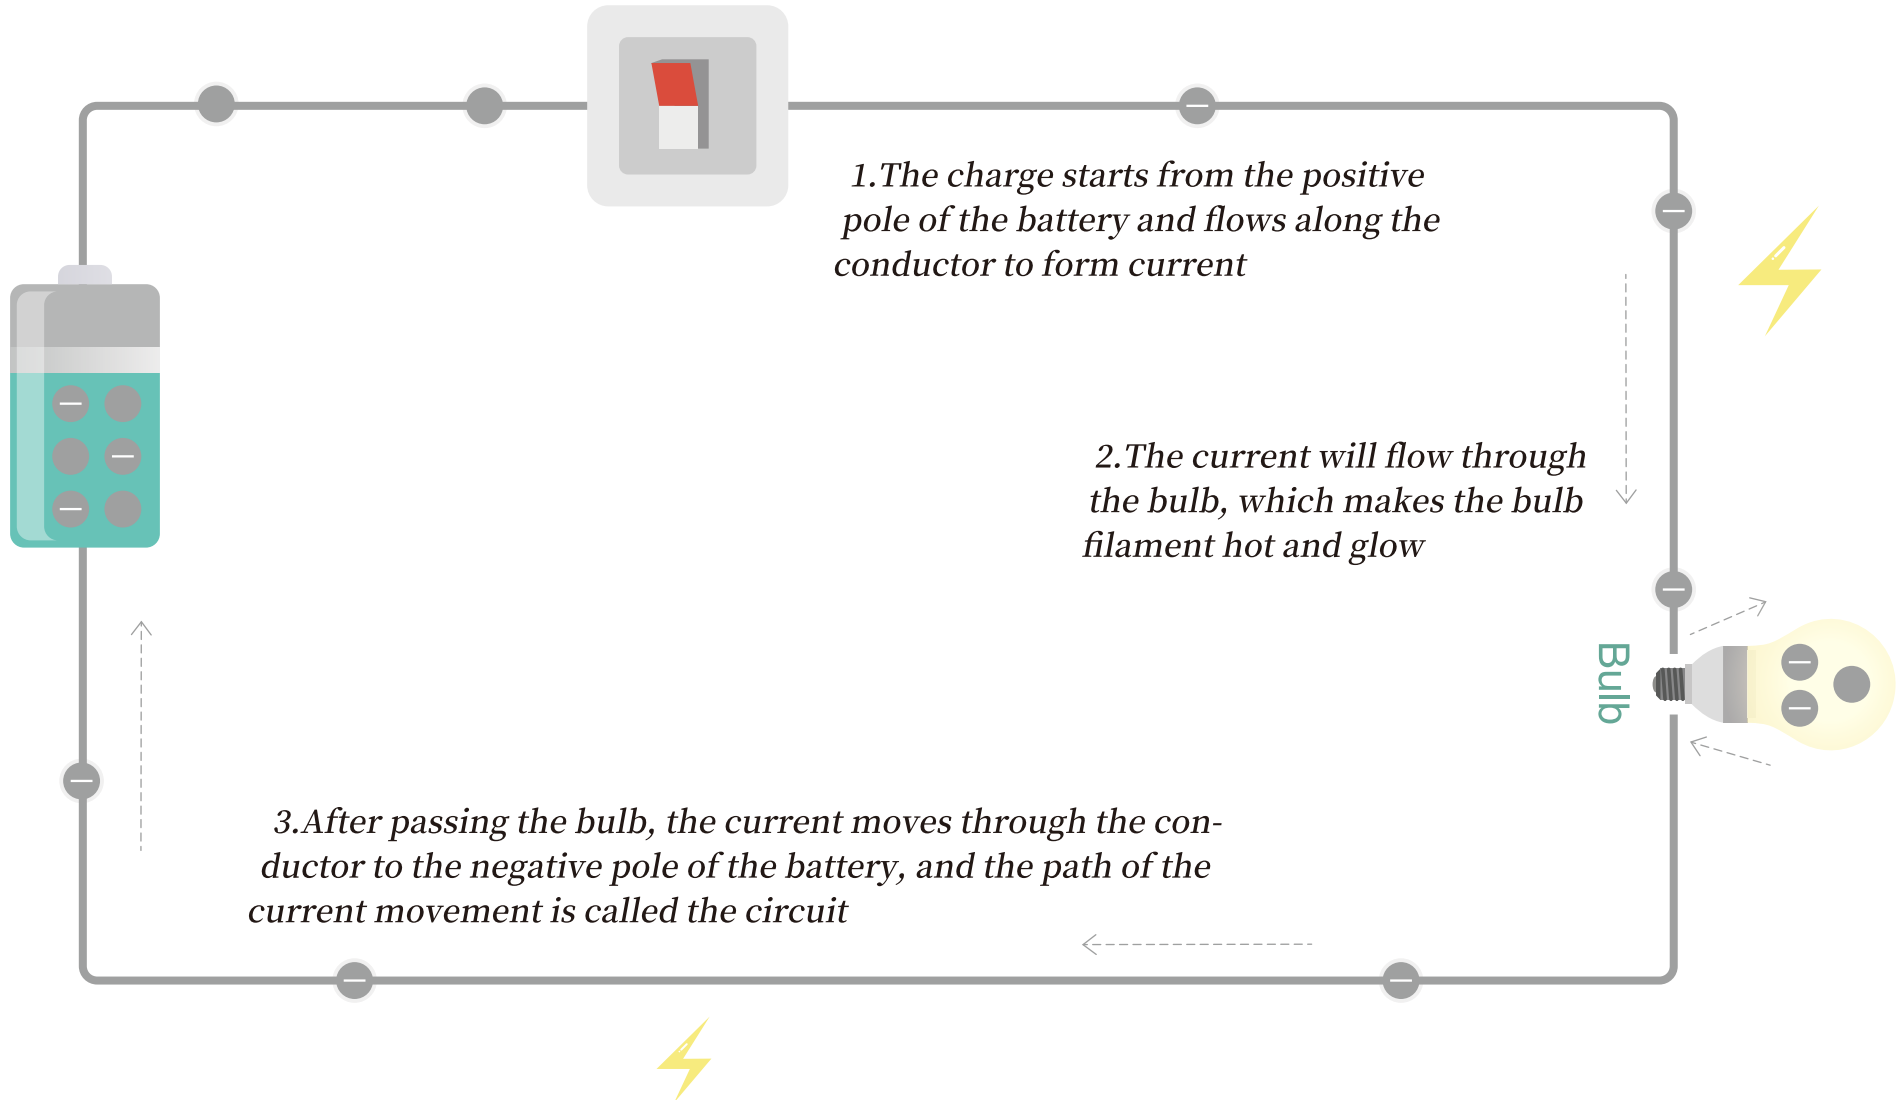 1.The charge starts from the positive
pole of the battery and flows along the
conductor to form current
2.The current will flow through
the bulb, which makes the bulb
filament hot and glow
Bulb
3.After passing the bulb, the current moves through the con-
ductor to the negative pole of the battery, and the path of the
current movement is called the circuit